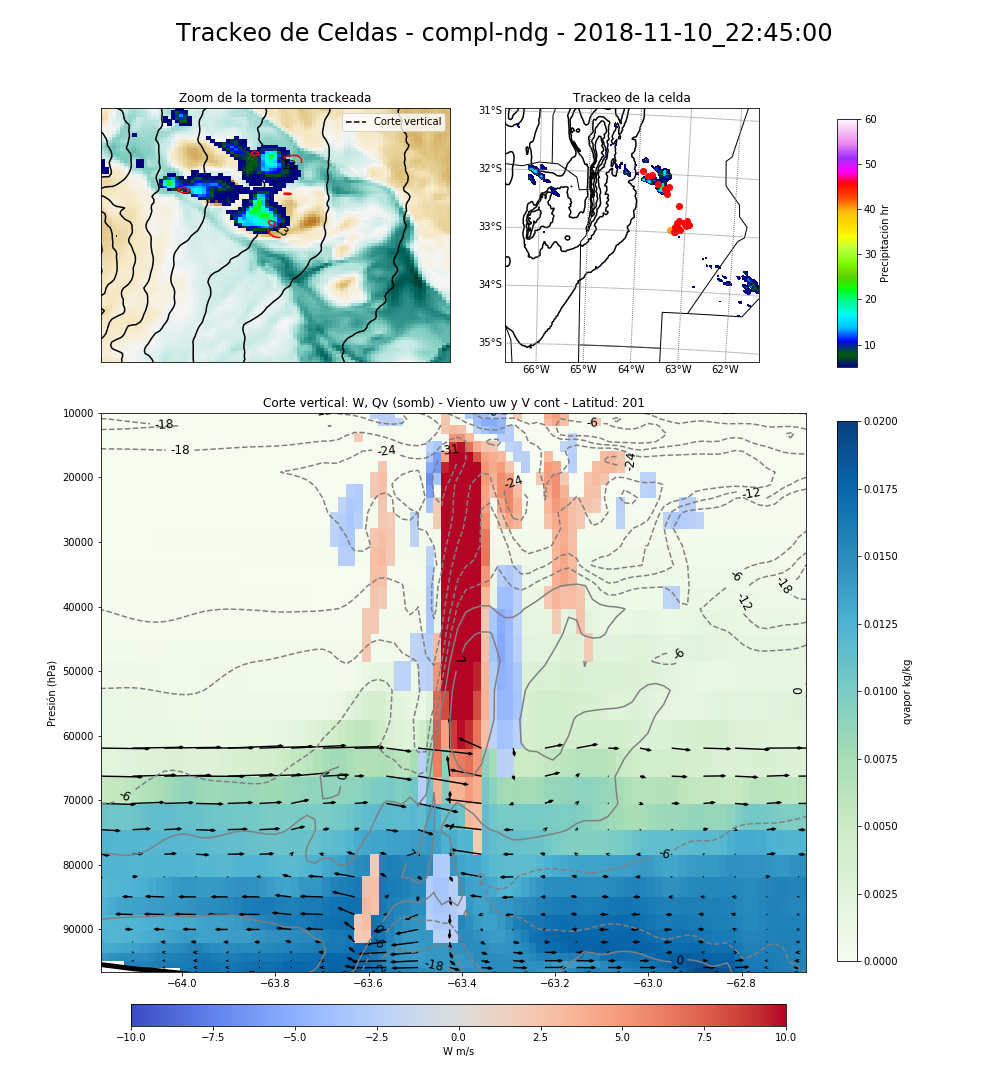 Trackeo de Celdas - compl-ndg - 2018-11-10_22:45:00
Zoom de la tormenta trackeada
Corte vertical
Trackeo de la celda
31°S
32°S
33°S
34°S
35°S
66°W 65°W 64°W 63°W 62°W
60
50
40
30
20
10
Precipitación hr
Corte vertical: W, Qv (somb) - Viento uw y V cont - Latitud: 201
10000
20000
30000
40000
50000
60000
70000
80000
90000
Presión (hPa)
-18
-18
-24
-31
-24
-6
-24
-12
-6
-12
-18
-6
0
7
0
-6
-6
-18
0
−64.0 −63.8 −63.6 −63.4 −63.2 −63.0 −62.8
0.0200
0.0175
0.0150
0.0125
0.0100
0.0075
0.0050
0.0025
0.0000
qvapor kg/kg
−10.0 −7.5 −5.0 −2.5 0.0 2.5 5.0 7.5 10.0
W m/s